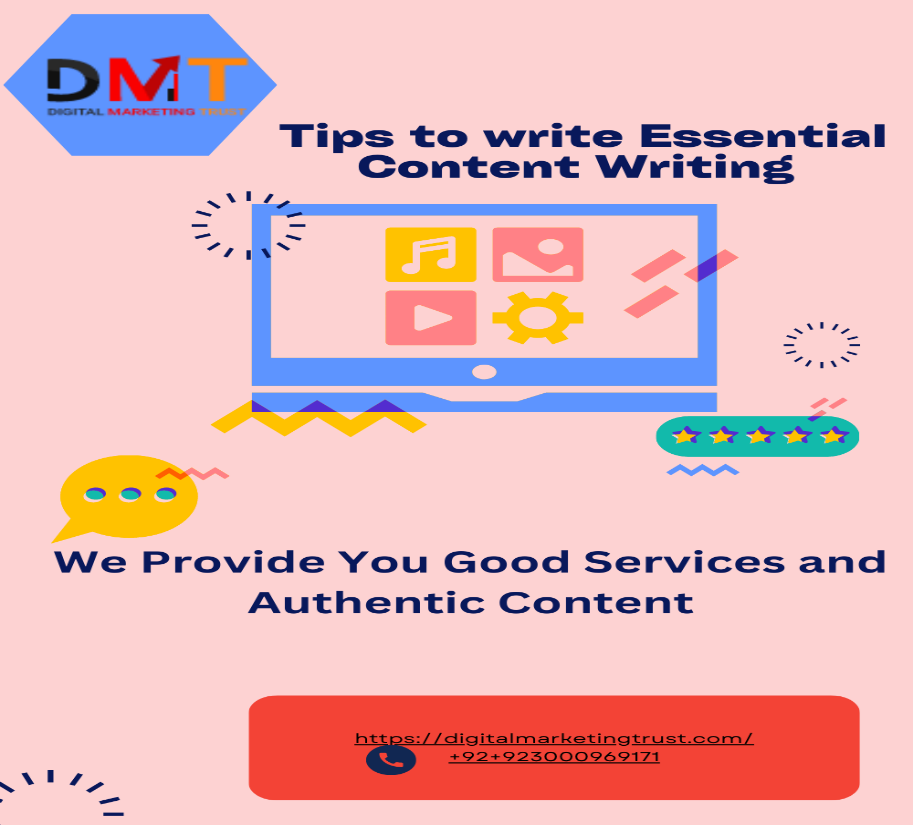 DMT
DIGITAL MARKETING TRUST
Tips to write Essential
Content Writing
We Provide You Good Services and
Authentic Content
https://digitalmarketingtrust.com/
+92+923000969171